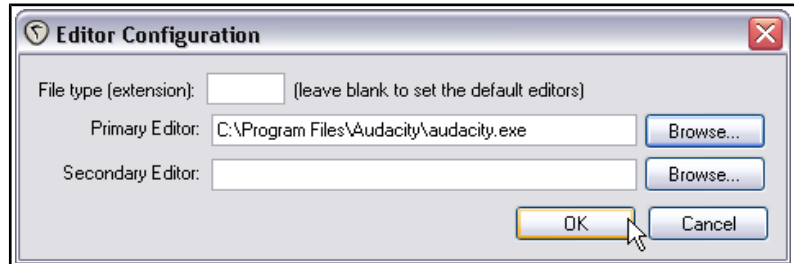 Editor Configuration
File type (extension): (leave blank to set the default editors)
Primary Editor: C:\Program Files\Audacity\audacity.exe Browse...
Secondary Editor: Browse...
OK Cancel